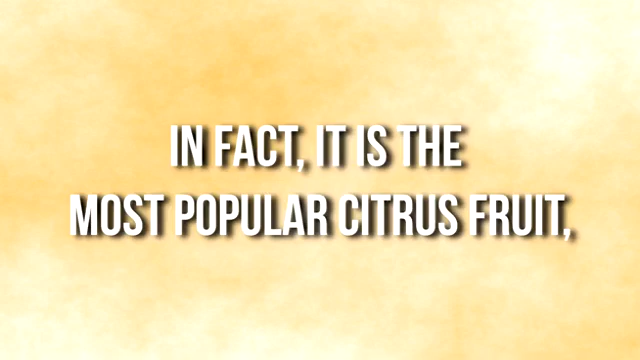 IN FACT, IT IS THE
MOST POPULAR CITRUS FRUIT,